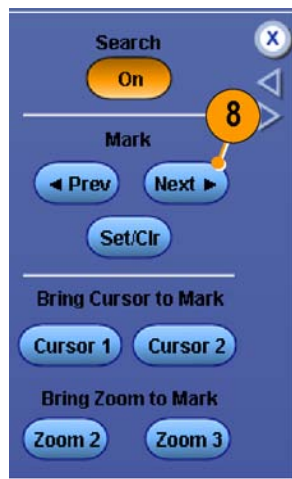 Search
X
On
8
Mark
◄ Prev Next ►
Set/Clr
Bring Cursor to Mark
Cursor 1 Cursor 2
Bring Zoom to Mark
Zoom 2 Zoom 3